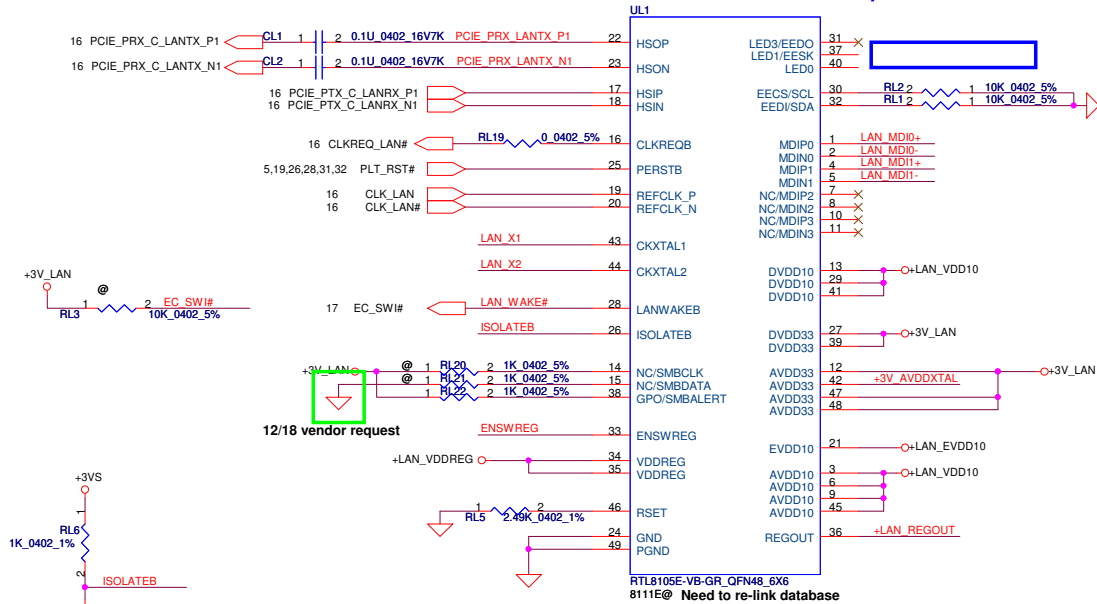 UL1
16 PCIE_PRX_C_LANTX_P1 CL1 1 2 0.1U_0402_16V7K PCIE_PRX_LANTX_P1 22 HSOP
16 PCIE_PRX_C_LANTX_N1 CL2 1 2 0.1U_0402_16V7K PCIE_PRX_LANTX_N1 23 HSON
16 PCIE_PTX_C_LANRX_P1 17 HSIP
16 PCIE_PTX_C_LANRX_N1 18 HSIN
16 CLKREQ_LAN# RL19 0_0402_5% 16 CLKREQB
5,19,26,28,31,32 PLT_RST# 25 PERSTB
16 CLK_LAN 19 REFCLK_P
16 CLK_LAN# 20 REFCLK_N
LAN_X1 43 CKXTAL1
LAN_X2 44 CKXTAL2
17 EC_SWI# LAN_WAKE# 28 LANWAKEB
ISOLATEB 26 ISOLATEB
+3V_LAN
@
1 2 EC_SWI#
RL3 10K_0402_5%
+3V_LAN @ 1 RL20 2 1K_0402_5% 14 NC/SMBCLK
@ 1 RL21 2 1K_0402_5% 15 NC/SMBDATA
1 RL22 2 1K_0402_5% 38 GPO/SMBALERT
12/18 vendor request
ENSWREG 33 ENSWREG
+LAN_VDDREG 34 VDDREG
35 VDDREG
1 2 46 RSET
RL5 2.49K_0402_1%
24 GND
49 PGND
+3VS
1
RL6
1K_0402_1%
2
ISOLATEB
LED3/EEDO 31
LED1/EESK 37
LED0 40
EECS/SCL 30 RL2 2 1 10K_0402_5%
EEDI/SDA 32 RL1 2 1 10K_0402_5%
MDIP0 1 LAN_MDI0+
MDIN0 2 LAN_MDI0-
MDIP1 4 LAN_MDI1+
MDIN1 5 LAN_MDI1-
NC/MDIP2 7
NC/MDIN2 8
NC/MDIP3 10
NC/MDIN3 11
DVDD10 13 +LAN_VDD10
DVDD10 29
DVDD10 41
DVDD33 27 +3V_LAN
DVDD33 39
AVDD33 12 +3V_LAN
AVDD33 42 +3V_AVDDXTAL
AVDD33 47
AVDD33 48
EVDD10 21 +LAN_EVDD10
AVDD10 3 +LAN_VDD10
AVDD10 6
AVDD10 9
AVDD10 45
REGOUT 36 +LAN_REGOUT
RTL8105E-VB-GR_QFN48_6X6
8111E@ Need to re-link database